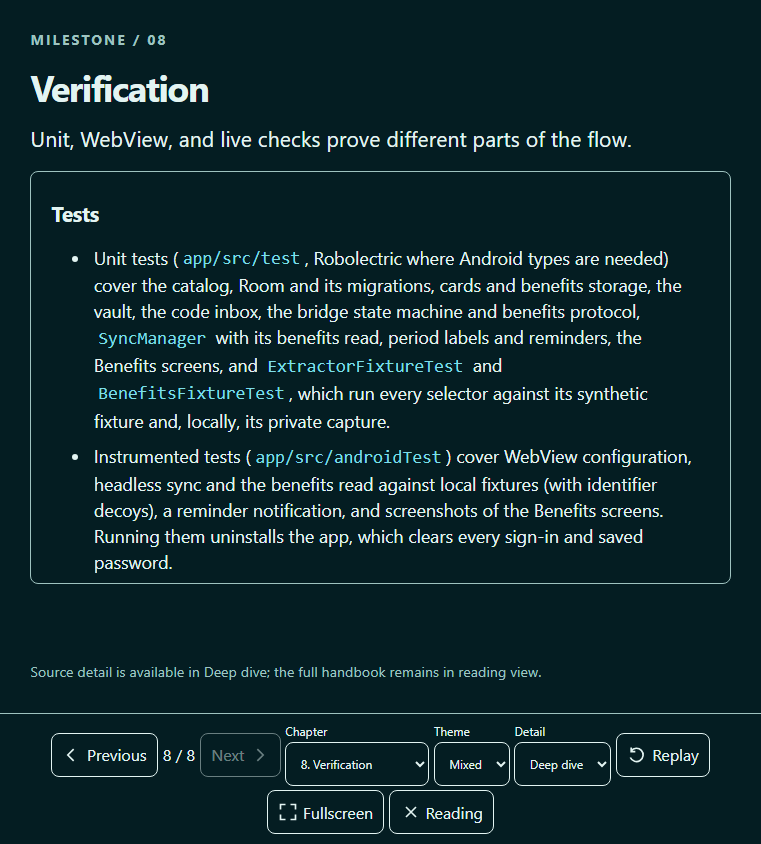 MILESTONE / 08
Verification
Unit, WebView, and live checks prove different parts of the flow.
Tests
• Unit tests ( app/src/test , Robolectric where Android types are needed)
cover the catalog, Room and its migrations, cards and benefits storage, the
vault, the code inbox, the bridge state machine and benefits protocol,
SyncManager with its benefits read, period labels and reminders, the
Benefits screens, and ExtractorFixtureTest and
BenefitsFixtureTest , which run every selector against its synthetic
fixture and, locally, its private capture.
• Instrumented tests ( app/src/androidTest ) cover WebView configuration,
headless sync and the benefits read against local fixtures (with identifier
decoys), a reminder notification, and screenshots of the Benefits screens.
Running them uninstalls the app, which clears every sign-in and saved
password.
Source detail is available in Deep dive; the full handbook remains in reading view.
Chapter Theme Detail
Previous 8 / 8 Next 8. Verification Mixed Deep dive Replay
Fullscreen Reading